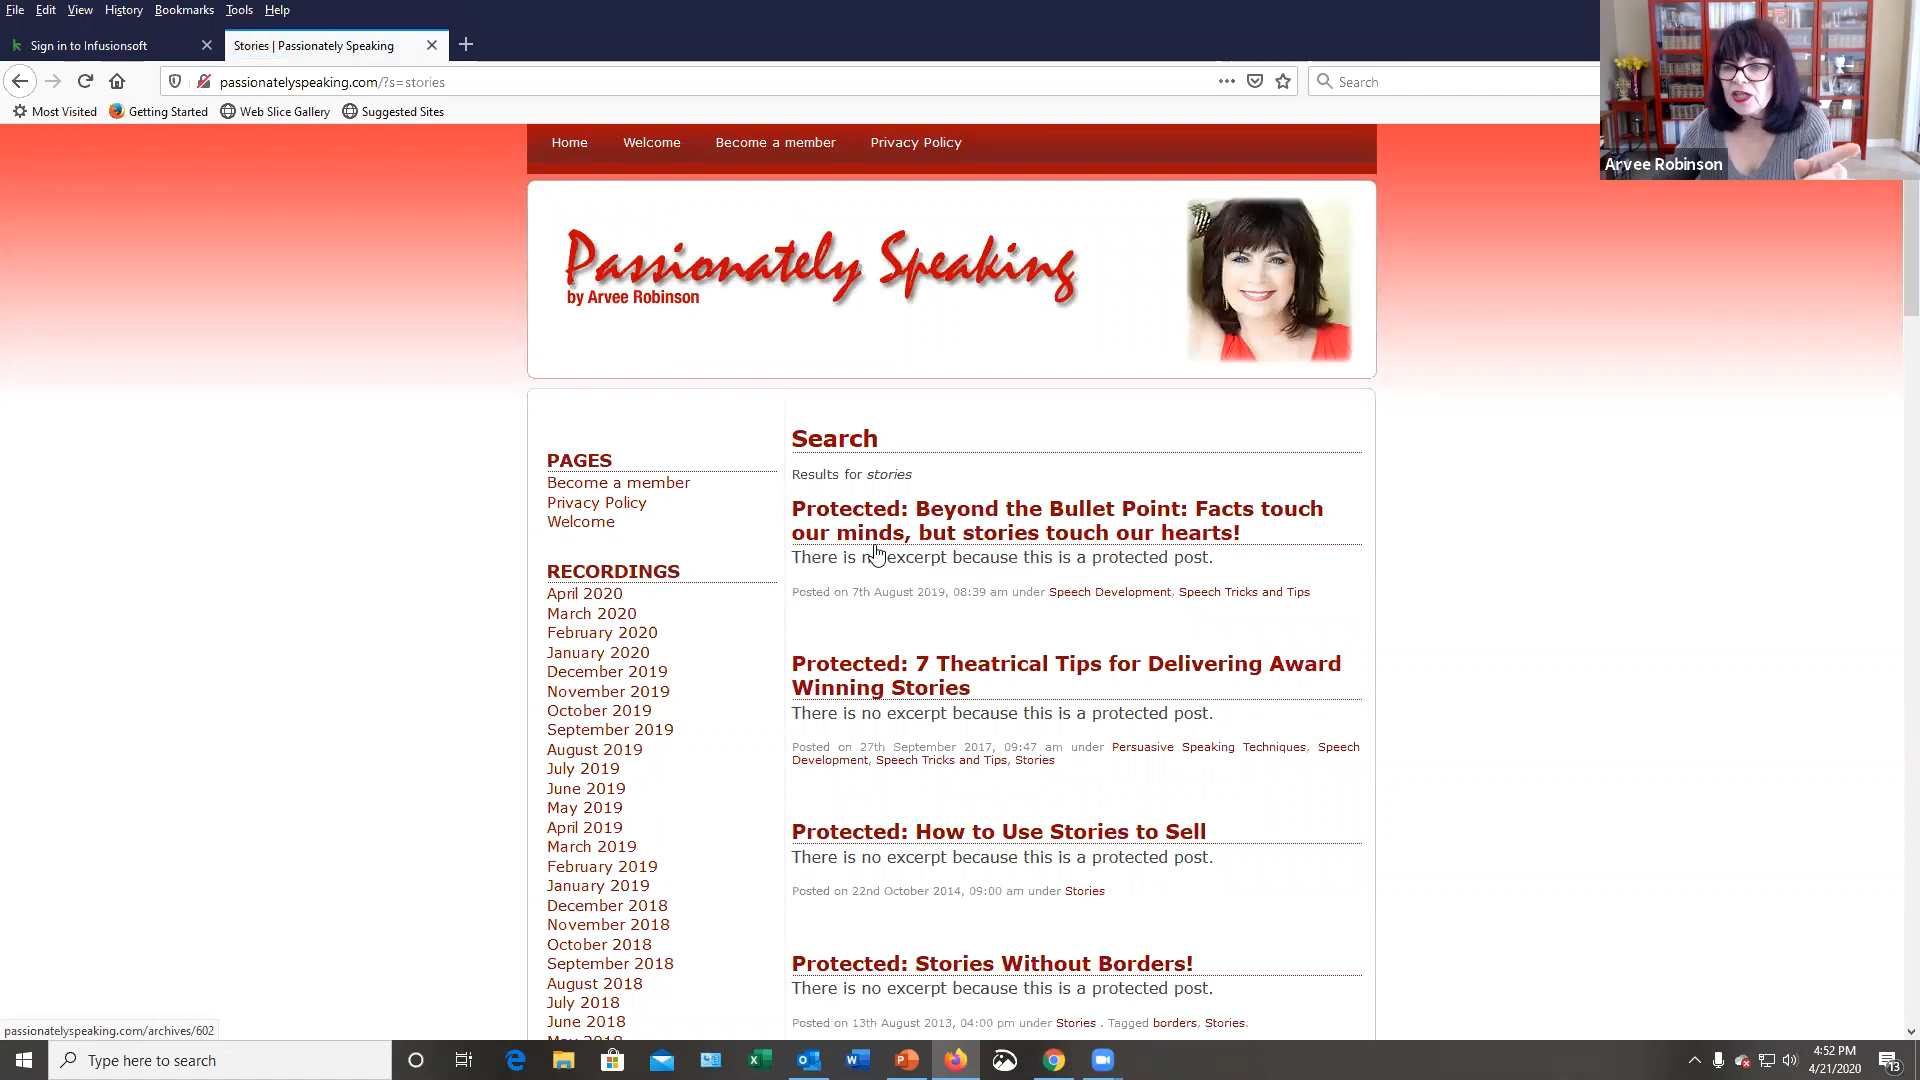 File Edit View History Bookmarks Tools Help
Sign in to Infusionsoft
Stories | Passionately Speaking
passionatelyspeaking.com/?s=stories
Search
Most Visited Getting Started Web Slice Gallery Suggested Sites
Arvee Robinson
Home Welcome Become a member Privacy Policy
Passionately Speaking
by Arvee Robinson
PAGES
Become a member
Privacy Policy
Welcome
RECORDINGS
April 2020
March 2020
February 2020
January 2020
December 2019
November 2019
October 2019
September 2019
August 2019
July 2019
June 2019
May 2019
April 2019
March 2019
February 2019
January 2019
December 2018
November 2018
October 2018
September 2018
August 2018
July 2018
June 2018
Search
Results for stories
Protected: Beyond the Bullet Point: Facts touch
our minds, but stories touch our hearts!
There is no excerpt because this is a protected post.
Posted on 7th August 2019, 08:39 am under Speech Development, Speech Tricks and Tips
Protected: 7 Theatrical Tips for Delivering Award
Winning Stories
There is no excerpt because this is a protected post.
Posted on 27th September 2017, 09:47 am under Persuasive Speaking Techniques, Speech
Development, Speech Tricks and Tips, Stories
Protected: How to Use Stories to Sell
There is no excerpt because this is a protected post.
Posted on 22nd October 2014, 09:00 am under Stories
Protected: Stories Without Borders!
There is no excerpt because this is a protected post.
Posted on 13th August 2013, 04:00 pm under Stories . Tagged borders, Stories.
passionatelyspeaking.com/archives/602
Type here to search
4:52 PM
4/21/2020
13